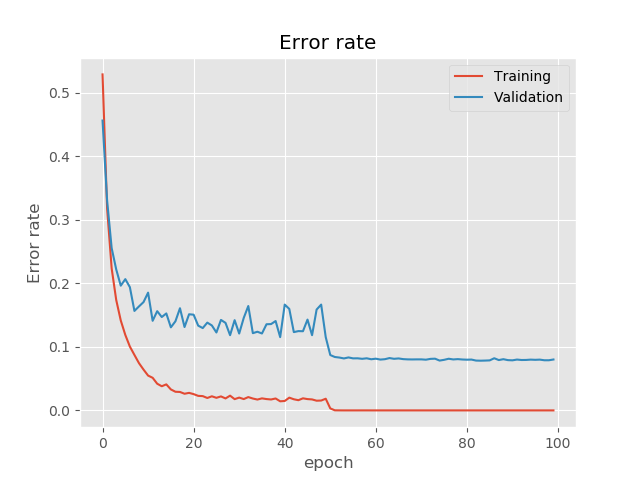 Error rate
Training
Validation
0.5
0.4
0.3
0.2
0.1
0.0
Error rate
0 20 40 60 80 100
epoch